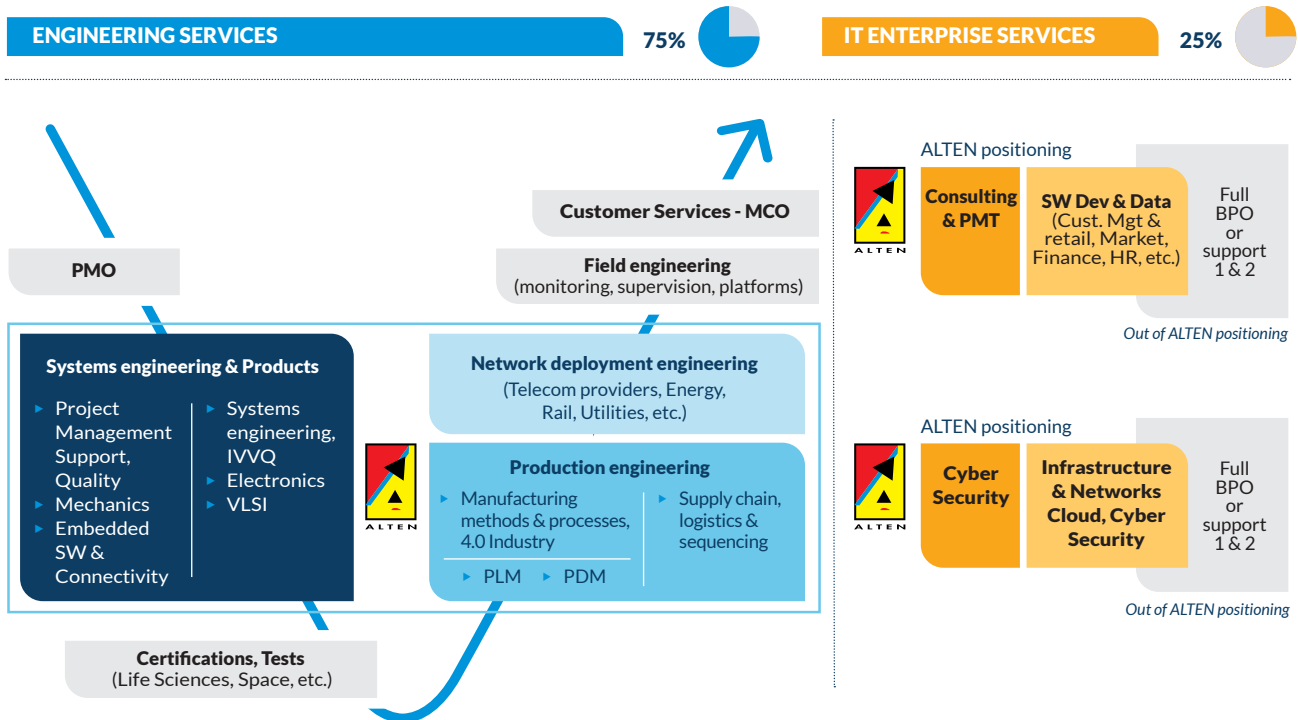 ENGINEERING SERVICES
75%
IT ENTERPRISE SERVICES
25%
PMO
Customer Services - MCO
Field engineering
(monitoring, supervision, platforms)
Systems engineering & Products
Project
Management
Support,
Quality
Mechanics
Embedded
SW &
Connectivity
Systems
engineering,
IVVQ
Electronics
VLSI
ALTEN
Network deployment engineering
(Telecom providers, Energy,
Rail, Utilities, etc.)
Production engineering
Manufacturing
methods & processes,
4.0 Industry
PLM
PDM
Supply chain,
logistics &
sequencing
Certifications, Tests
(Life Sciences, Space, etc.)
ALTEN positioning
ALTEN
Consulting
& PMT
SW Dev & Data
(Cust. Mgt &
retail, Market,
Finance, HR, etc.)
Full
BPO
or
support
1 & 2
Out of ALTEN positioning
ALTEN positioning
ALTEN
Cyber
Security
Infrastructure
& Networks
Cloud, Cyber
Security
Full
BPO
or
support
1 & 2
Out of ALTEN positioning